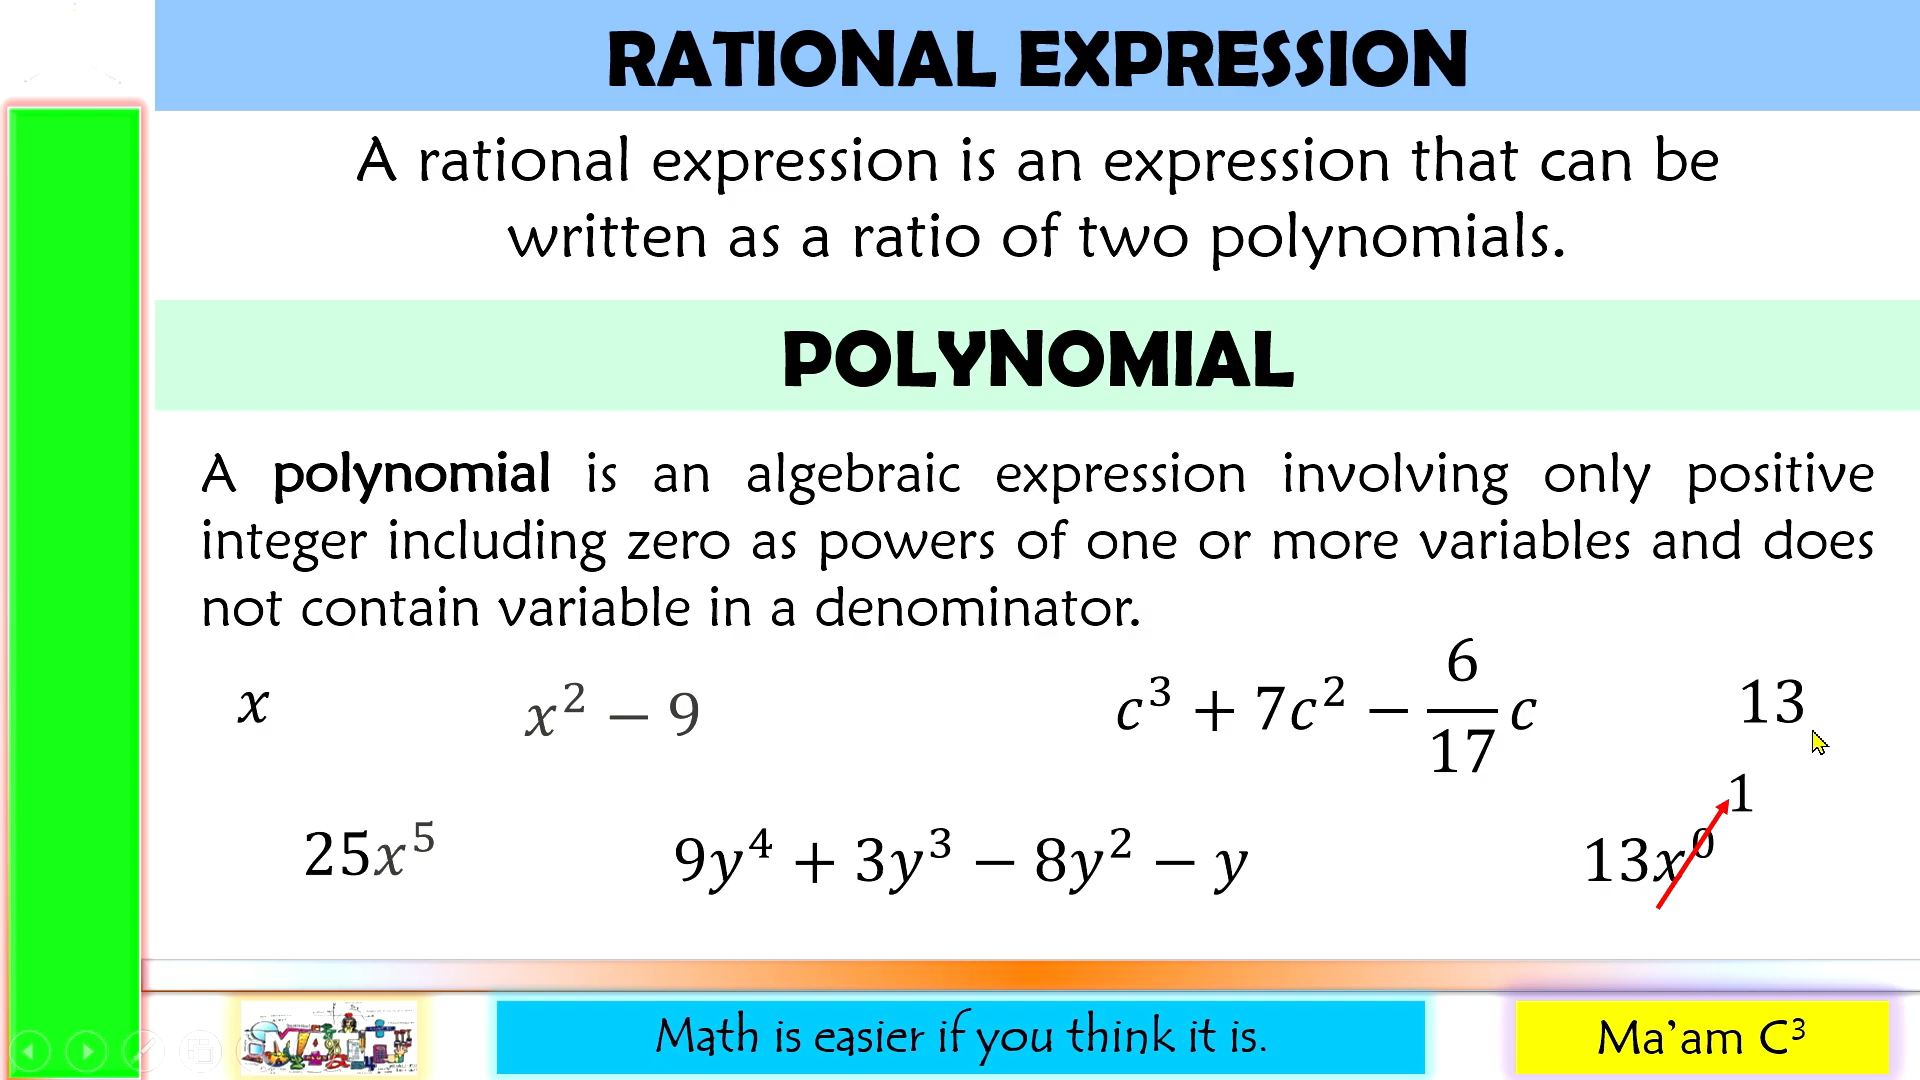 RATIONAL EXPRESSION
A rational expression is an expression that can be
written as a ratio of two polynomials.
POLYNOMIAL
A polynomial is an algebraic expression involving only positive
integer including zero as powers of one or more variables and does
not contain variable in a denominator.
x
x² − 9
c³ + 7c² − 6/17 c
13
25x⁵
9y⁴ + 3y³ − 8y² − y
13x⁰
1
MATH
Math is easier if you think it is.
Ma’am C³